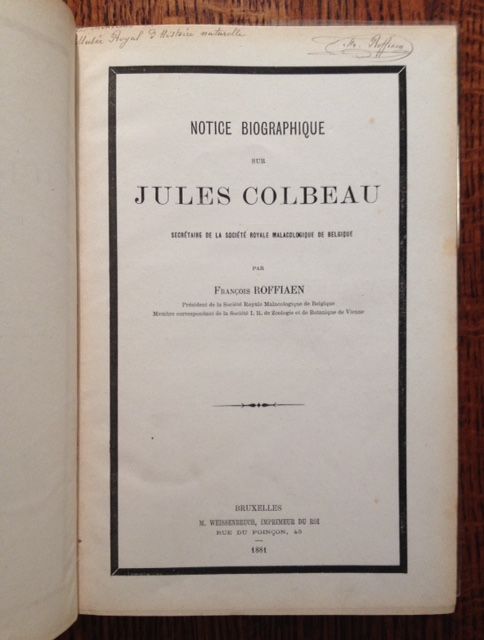 Musée Royal d'Histoire naturelle
Fr. Roffiaen
NOTICE BIOGRAPHIQUE
SUR
JULES COLBEAU
SECRÉTAIRE DE LA SOCIÉTÉ ROYALE MALACOLOGIQUE DE BELGIQUE
PAR
FRANÇOIS ROFFIAEN
Président de la Société Royale Malacologique de Belgique
Membre correspondant de la Société I. R. de Zoologie et de Botanique de Vienne
BRUXELLES
M. WEISSENBRUCH, IMPRIMEUR DU ROI
RUE DU POINÇON, 45
1881